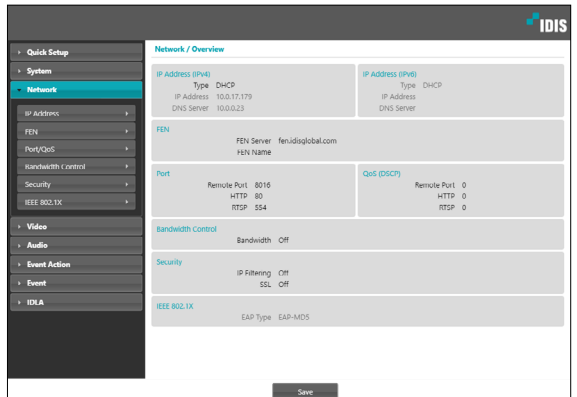 IDIS
Quick Setup
System
Network
IP Address
FEN
Port/QoS
Bandwidth Control
Security
IEEE 802.1X
Video
Audio
Event Action
Event
IDLA
Network / Overview
IP Address (IPv4)
Type DHCP
IP Address 10.0.17.179
DNS Server 10.0.0.23
IP Address (IPv6)
Type DHCP
IP Address
DNS Server
FEN
FEN Server fen.idisglobal.com
FEN Name
Port
Remote Port 8016
HTTP 80
RTSP 554
QoS (DSCP)
Remote Port 0
HTTP 0
RTSP 0
Bandwidth Control
Bandwidth Off
Security
IP Filtering Off
SSL Off
IEEE 802.1X
EAP Type EAP-MD5
Save